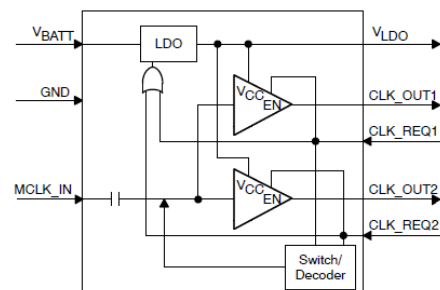 VBATT
LDO
VLDO
GND
VCC
EN
CLK_OUT1
CLK_REQ1
MCLK_IN
VCC
EN
CLK_OUT2
CLK_REQ2
Switch/
Decoder